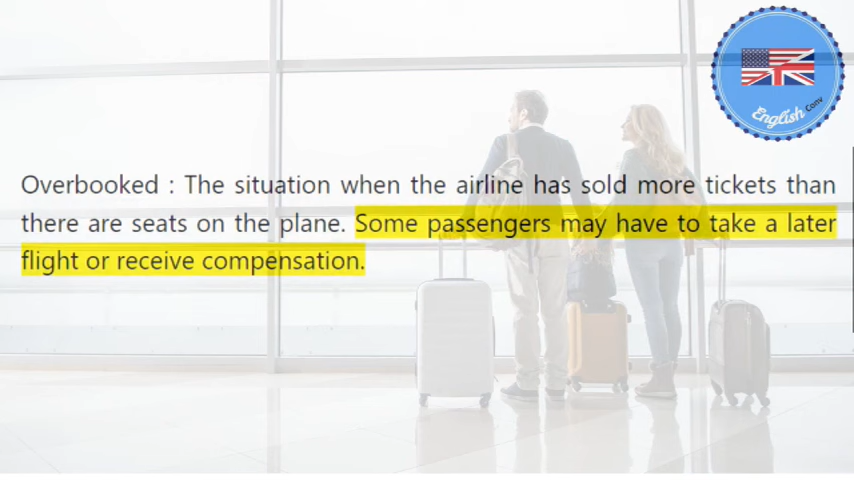 English Conv
Overbooked : The situation when the airline has sold more tickets than
there are seats on the plane. Some passengers may have to take a later
flight or receive compensation.